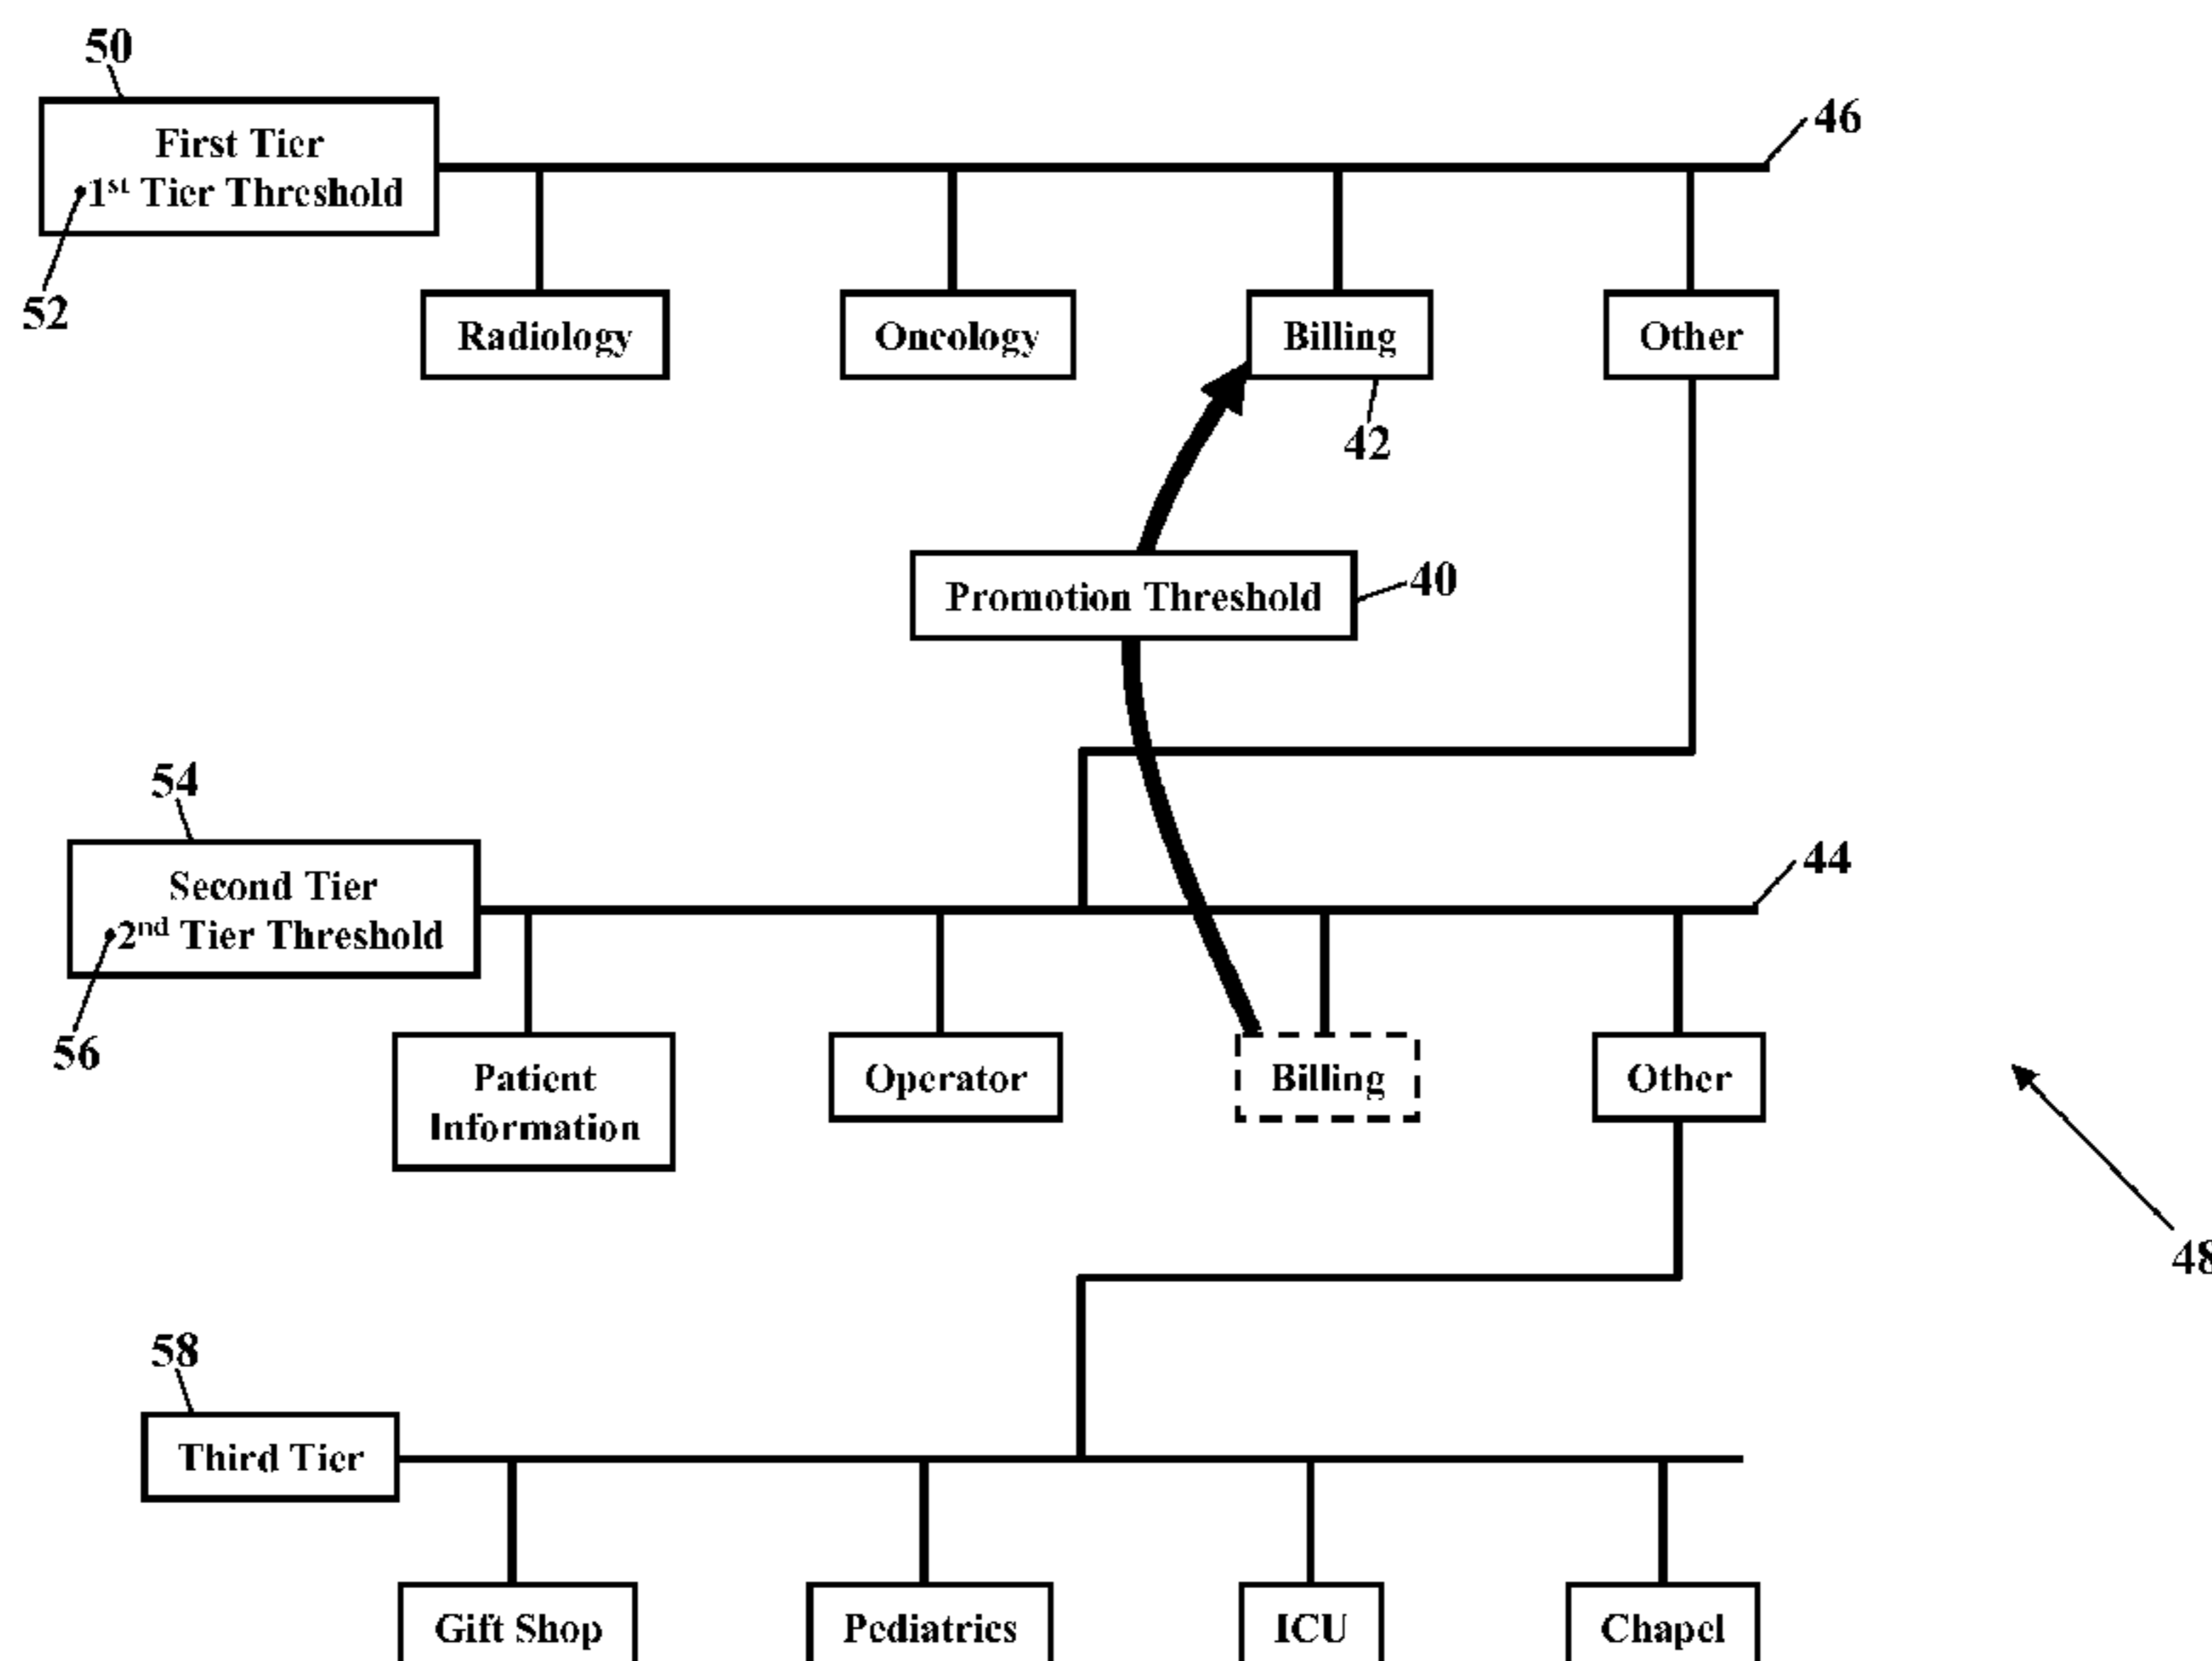 50
First Tier
•1st Tier Threshold
46
52
Radiology
Oncology
Billing
Other
42
Promotion Threshold
40
54
Second Tier
•2nd Tier Threshold
44
56
Patient
Information
Operator
Billing
Other
48
58
Third Tier
Gift Shop
Pediatrics
ICU
Chapel